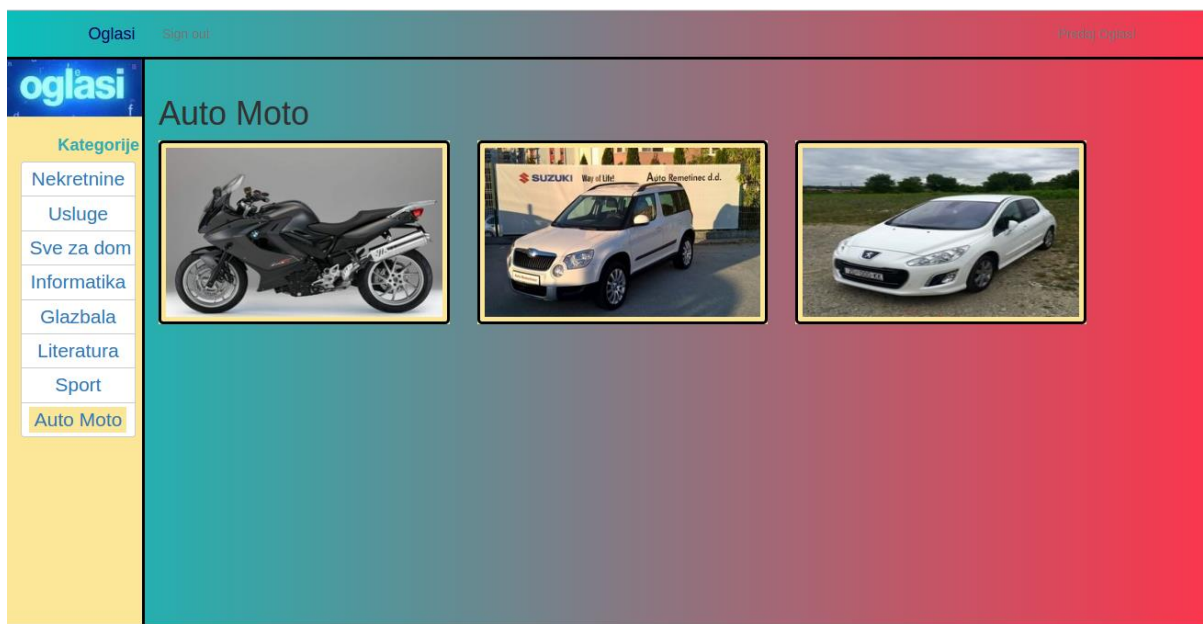 Oglasi
Sign out
Predaj Oglas!
oglasi
Kategorije
Nekretnine
Usluge
Sve za dom
Informatika
Glazbala
Literatura
Sport
Auto Moto
Auto Moto
SUZUKI Way of Life! Auto Remetinec d.d.